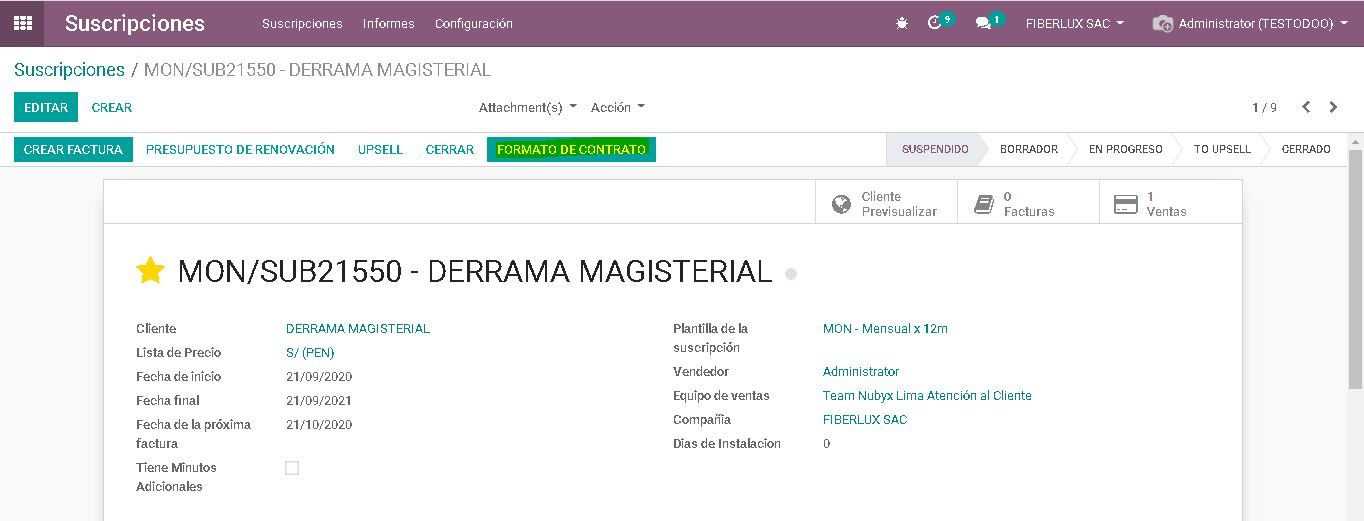 Suscripciones Suscripciones Informes Configuración 9 1 FIBERLUX SAC Administrator (TESTODOO)
Suscripciones / MON/SUB21550 - DERRAMA MAGISTERIAL
EDITAR CREAR Attachment(s) Acción 1 / 9
CREAR FACTURA PRESUPUESTO DE RENOVACIÓN UPSELL CERRAR FORMATO DE CONTRATO SUSPENDIDO BORRADOR EN PROGRESO TO UPSELL CERRADO
Cliente
Previsualizar
0
Facturas
1
Ventas
MON/SUB21550 - DERRAMA MAGISTERIAL
Cliente DERRAMA MAGISTERIAL
Lista de Precio S/ (PEN)
Fecha de inicio 21/09/2020
Fecha final 21/09/2021
Fecha de la próxima
factura
21/10/2020
Tiene Minutos
Adicionales
Plantilla de la
suscripción
MON - Mensual x 12m
Vendedor Administrator
Equipo de ventas Team Nubyx Lima Atención al Cliente
Compañía FIBERLUX SAC
Dias de Instalacion 0